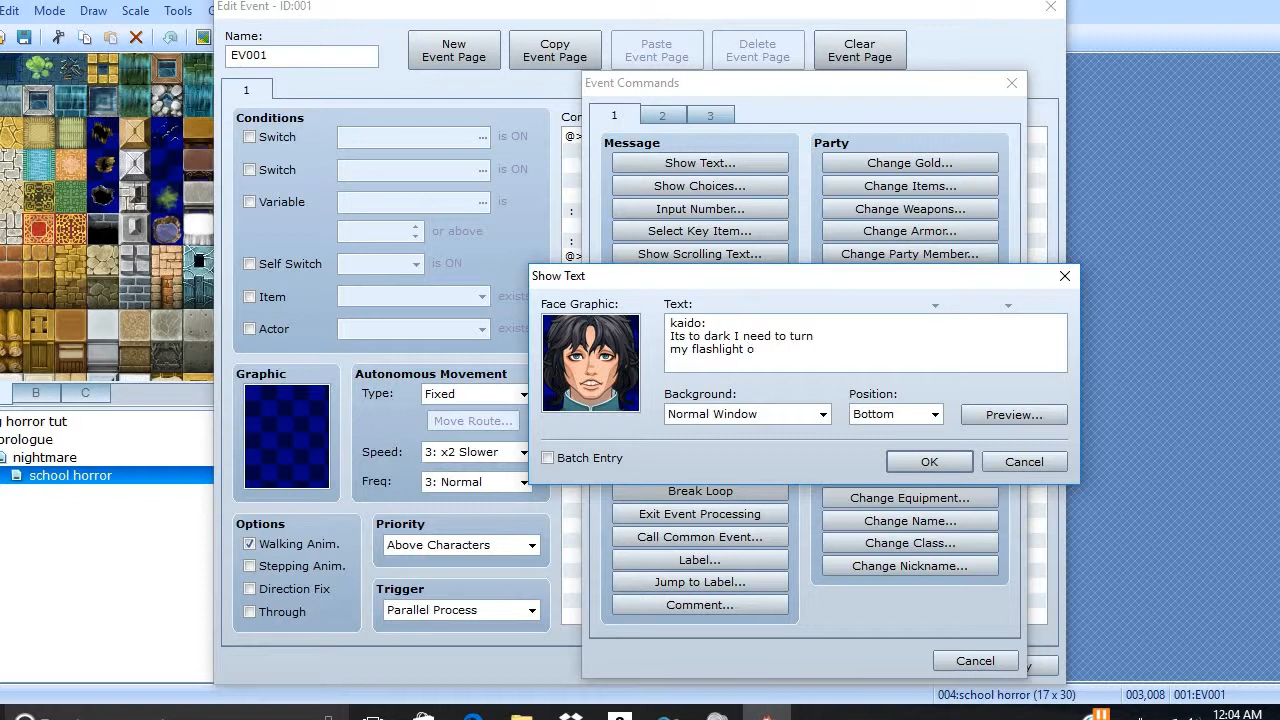 Edit Mode Draw Scale Tools
Edit Event - ID:001
Name:
EV001
New Event Page
Copy Event Page
Paste Event Page
Delete Event Page
Clear Event Page
1
Conditions
Switch ... is ON
Switch ... is ON
Variable ... is
or above
Self Switch is ON
Item exists
Actor exists
Graphic
Autonomous Movement
Type: Fixed
Move Route...
Speed: 3: x2 Slower
Freq: 3: Normal
Options
Walking Anim.
Stepping Anim.
Direction Fix
Through
Priority
Above Characters
Trigger
Parallel Process
@>
:
:
@>
Event Commands
1 2 3
Message
Show Text...
Show Choices...
Input Number...
Select Key Item...
Show Scrolling Text...
Party
Change Gold...
Change Items...
Change Weapons...
Change Armor...
Change Party Member...
Show Text
Face Graphic:
Text:
kaido:
Its to dark I need to turn
my flashlight o
Background:
Normal Window
Position:
Bottom
Preview...
Batch Entry
OK
Cancel
Break Loop
Exit Event Processing
Call Common Event...
Label...
Jump to Label...
Comment...
Change Equipment...
Change Name...
Change Class...
Change Nickname...
Cancel
B C
horror tut
prologue
nightmare
school horror
004:school horror (17 x 30) 003,008 001:EV001
12:04 AM